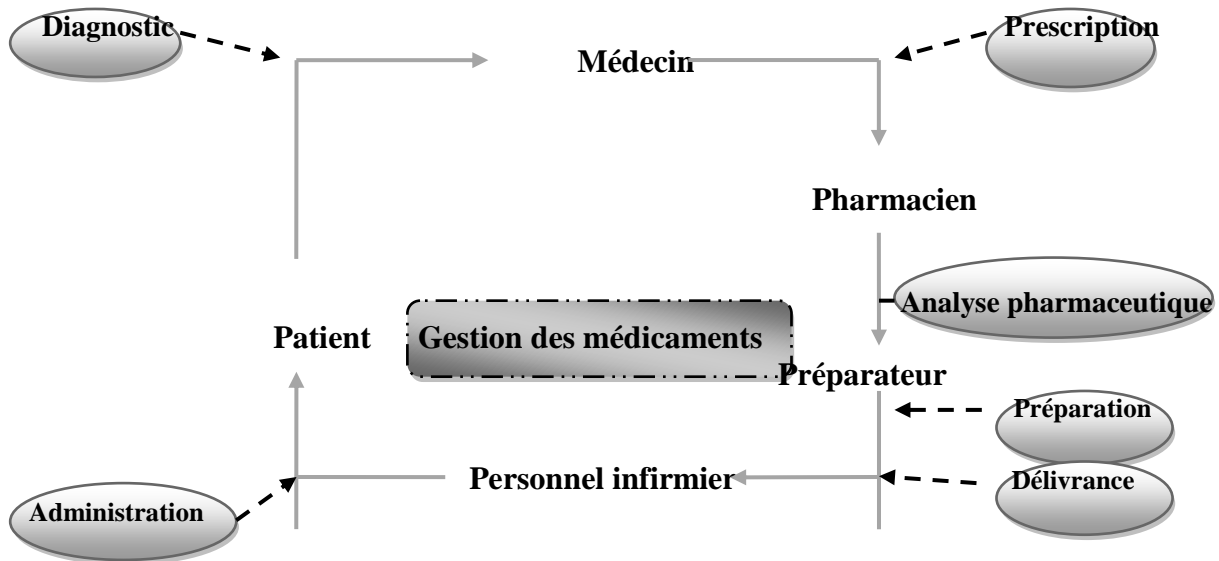 Diagnostic
Prescription
Médecin
Pharmacien
Analyse pharmaceutique
Patient
Gestion des médicaments
Préparateur
Préparation
Personnel infirmier
Délivrance
Administration